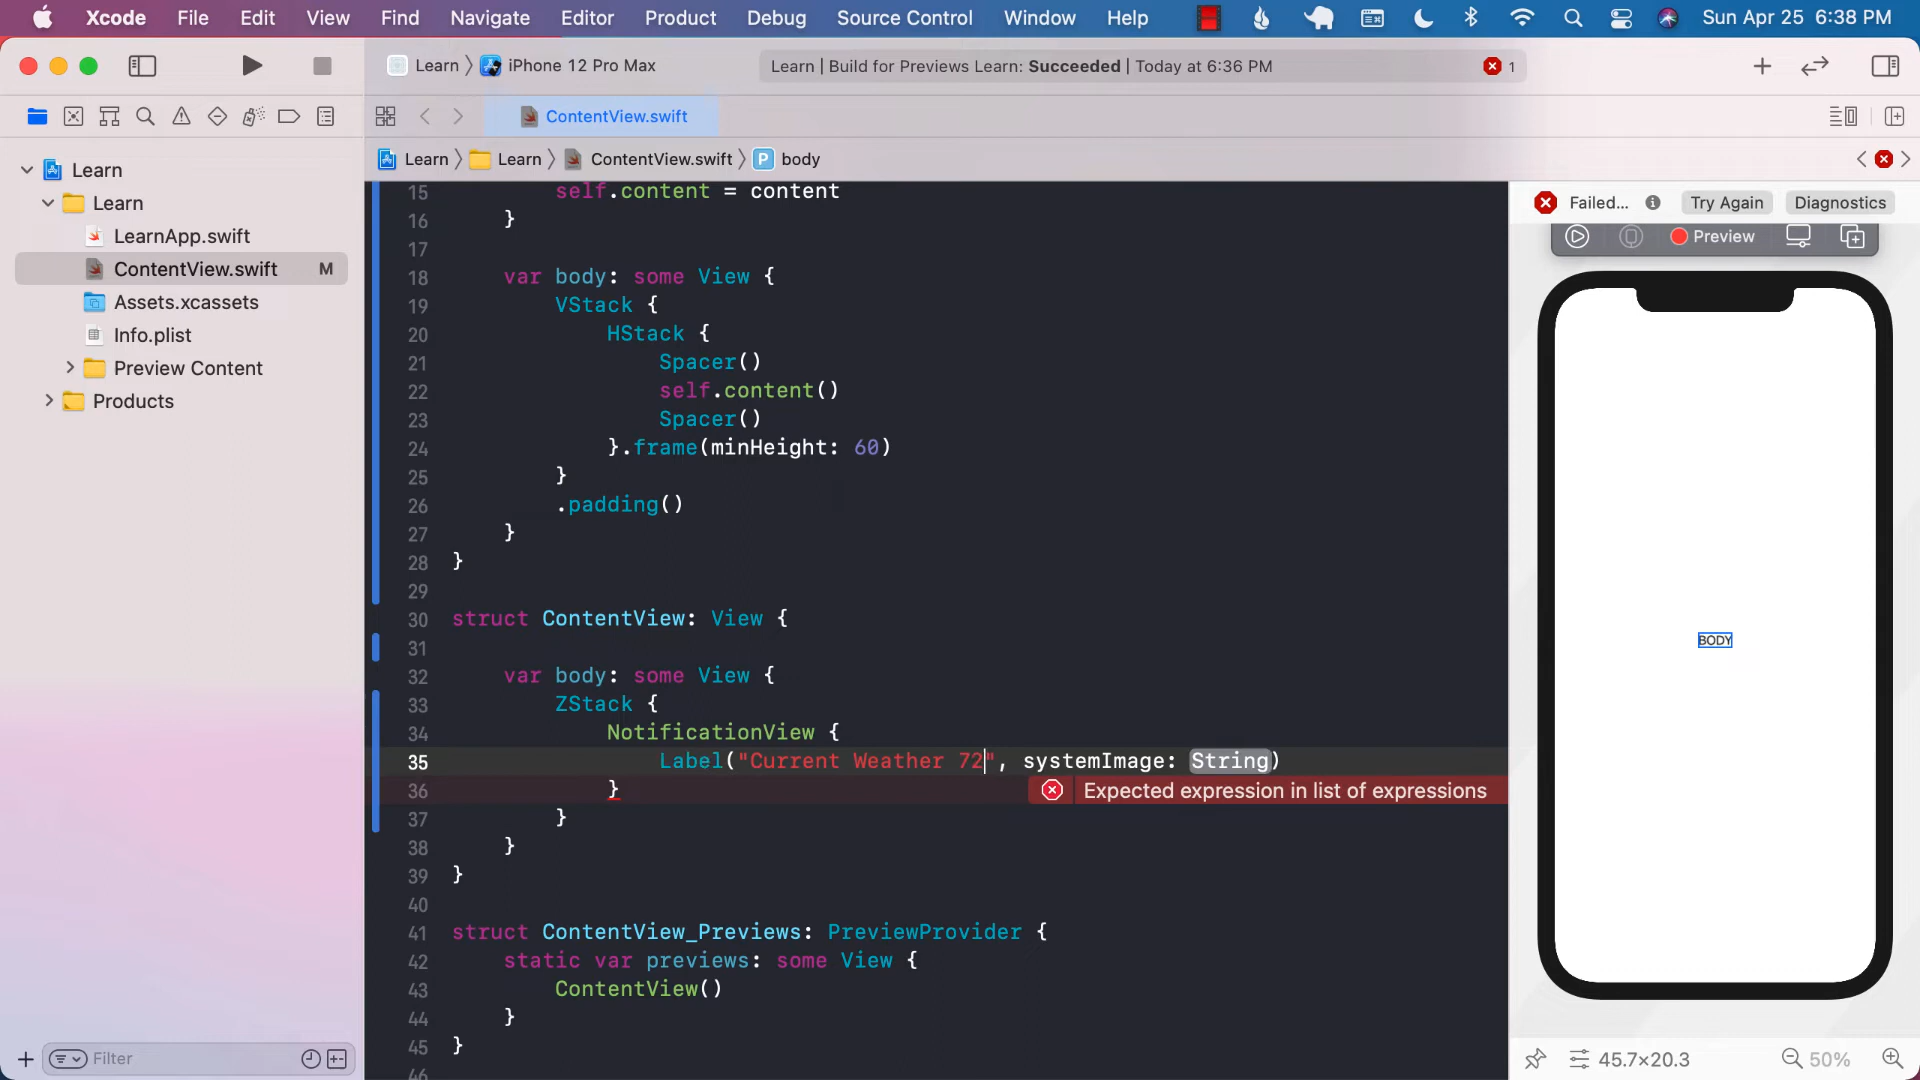 Xcode File Edit View Find Navigate Editor Product Debug Source Control Window Help Sun Apr 25 6:38 PM
Learn iPhone 12 Pro Max Learn | Build for Previews Learn: Succeeded | Today at 6:36 PM 1
ContentView.swift
Learn Learn ContentView.swift P body
Learn
Learn
LearnApp.swift
ContentView.swift M
Assets.xcassets
Info.plist
Preview Content
Products
Filter
15 self.content = content
16 }
17
18 var body: some View {
19 VStack {
20 HStack {
21 Spacer()
22 self.content()
23 Spacer()
24 }.frame(minHeight: 60)
25 }
26 .padding()
27 }
28 }
29
30 struct ContentView: View {
31
32 var body: some View {
33 ZStack {
34 NotificationView {
35 Label("Current Weather 72", systemImage: String)
36 } Expected expression in list of expressions
37 }
38 }
39 }
40
41 struct ContentView_Previews: PreviewProvider {
42 static var previews: some View {
43 ContentView()
44 }
45 }
46
Failed... Try Again Diagnostics
Preview
BODY
45.7×20.3 50%